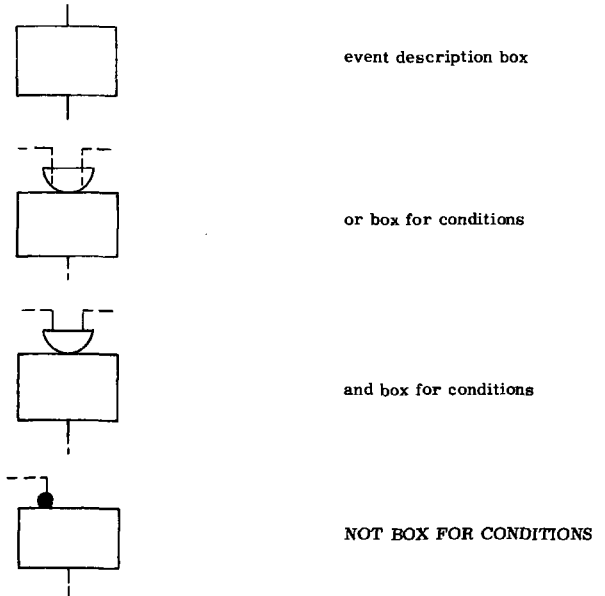 event description box
or box for conditions
and box for conditions
NOT BOX FOR CONDITIONS